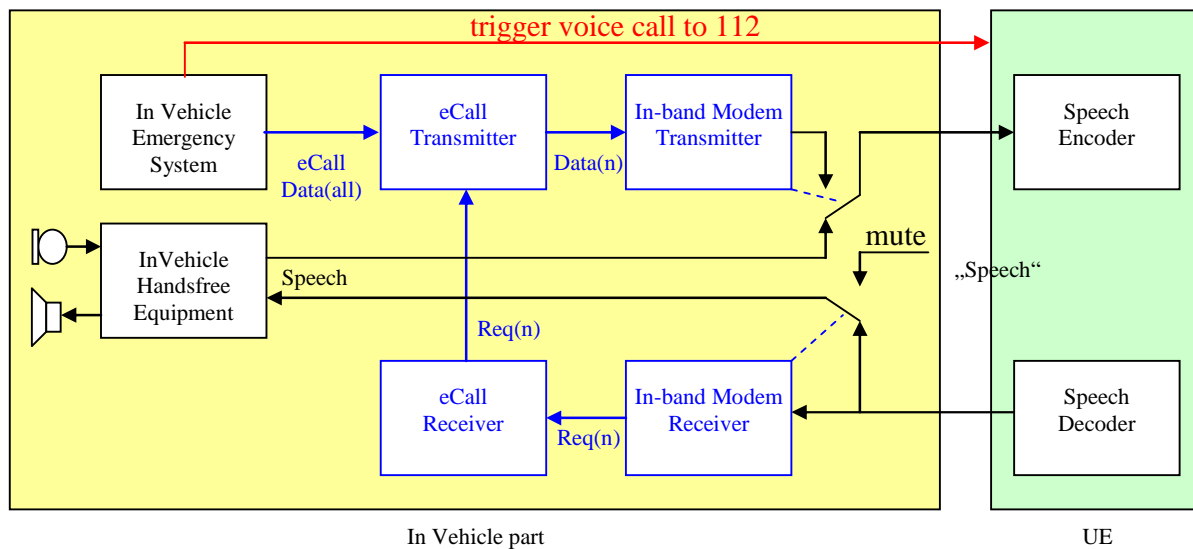 trigger voice call to 112
In Vehicle
Emergency
System
eCall
Transmitter
In-band Modem
Transmitter
Speech
Encoder
eCall
Data(all)
Data(n)
InVehicle
Handsfree
Equipment
Speech
mute
„Speech“
Req(n)
eCall
Receiver
Req(n)
In-band Modem
Receiver
Speech
Decoder
In Vehicle part
UE